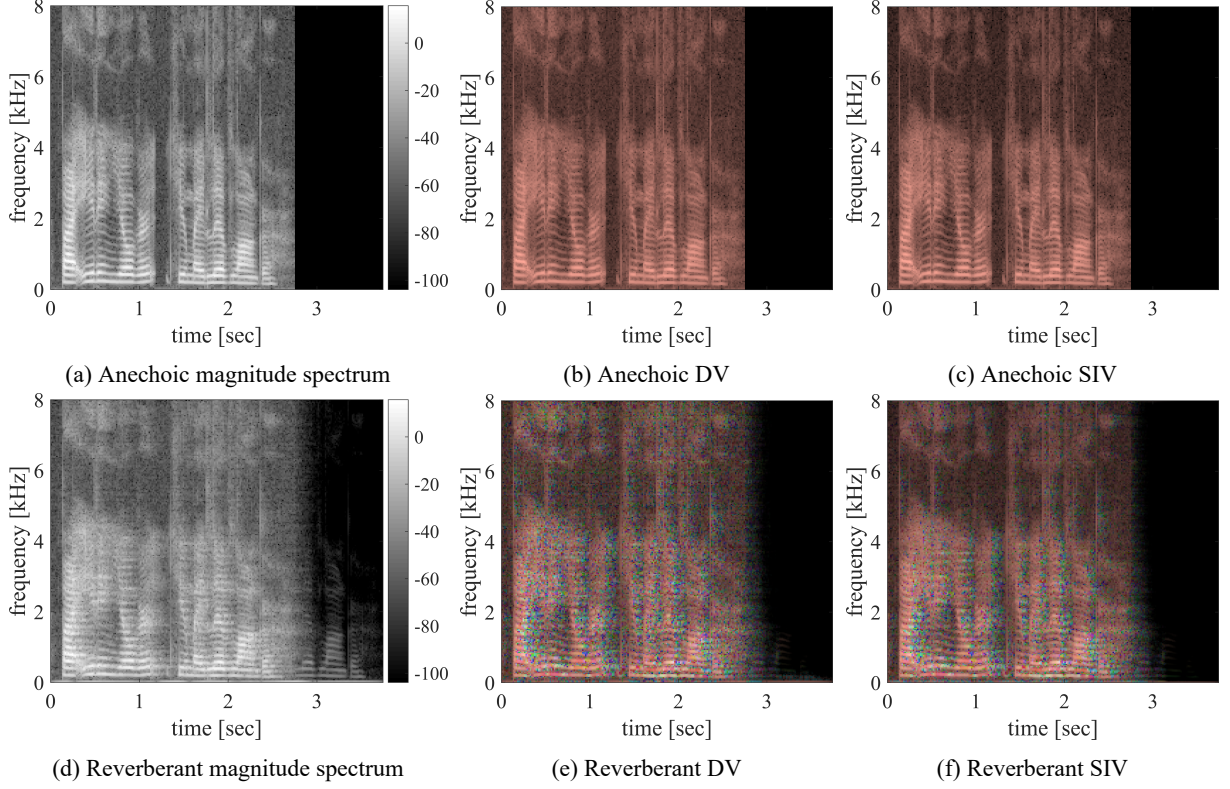 8
6
4
2
0
frequency [kHz]
0 1 2 3
time [sec]
0
-20
-40
-60
-80
-100
(a) Anechoic magnitude spectrum
8
6
4
2
0
frequency [kHz]
0 1 2 3
time [sec]
(b) Anechoic DV
8
6
4
2
0
frequency [kHz]
0 1 2 3
time [sec]
(c) Anechoic SIV
8
6
4
2
0
frequency [kHz]
0 1 2 3
time [sec]
0
-20
-40
-60
-80
-100
(d) Reverberant magnitude spectrum
8
6
4
2
0
frequency [kHz]
0 1 2 3
time [sec]
(e) Reverberant DV
8
6
4
2
0
frequency [kHz]
0 1 2 3
time [sec]
(f) Reverberant SIV